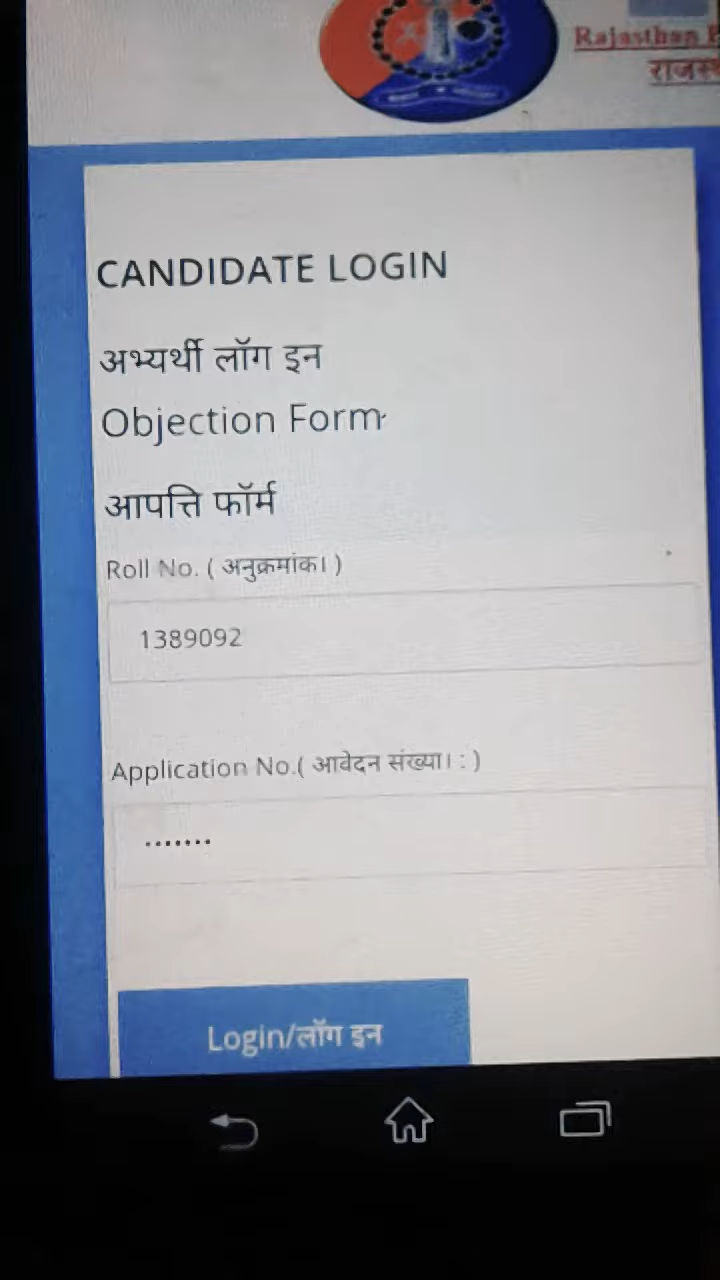 Rajasthan
CANDIDATE LOGIN
अभ्यर्थी लॉग इन
Objection Form
आपत्ति फॉर्म
Roll No. ( अनुक्रमांक। )
1389092
Application No.( आवेदन संख्या। : )
•••••••
Login/लॉग इन